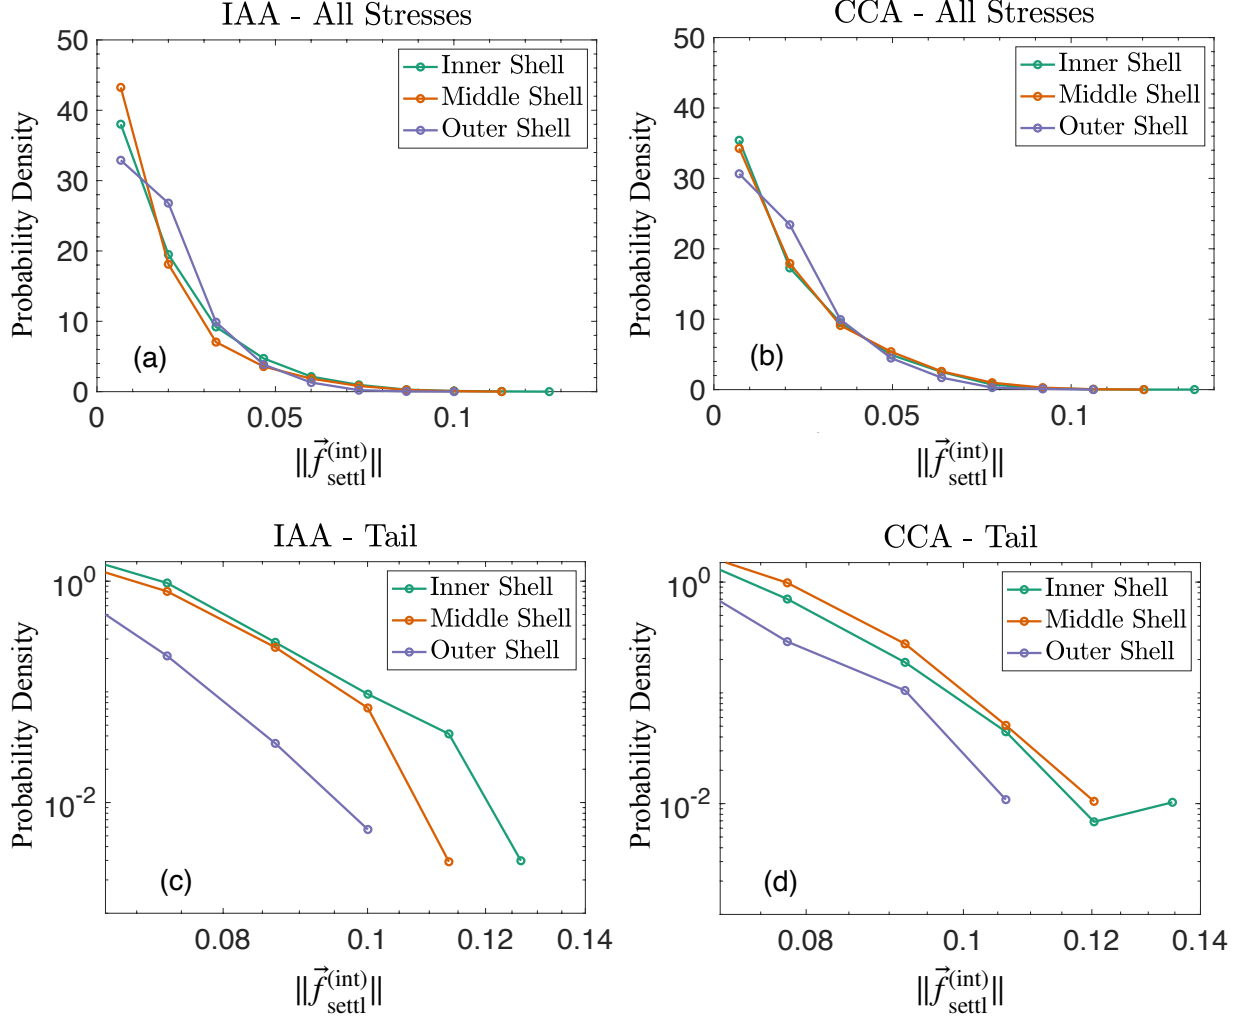 IAA - All Stresses
50
40
30
20
10
0
0
0.05
0.1
Probability Density
Inner Shell
Middle Shell
Outer Shell
(a)
||f⃗^(int)_settl||
CCA - All Stresses
50
40
30
20
10
0
0
0.05
0.1
Probability Density
Inner Shell
Middle Shell
Outer Shell
(b)
||f⃗^(int)_settl||
IAA - Tail
10^0
10^-2
0.08
0.1
0.12
0.14
Probability Density
Inner Shell
Middle Shell
Outer Shell
(c)
||f⃗^(int)_settl||
CCA - Tail
10^0
10^-2
0.08
0.1
0.12
0.14
Probability Density
Inner Shell
Middle Shell
Outer Shell
(d)
||f⃗^(int)_settl||